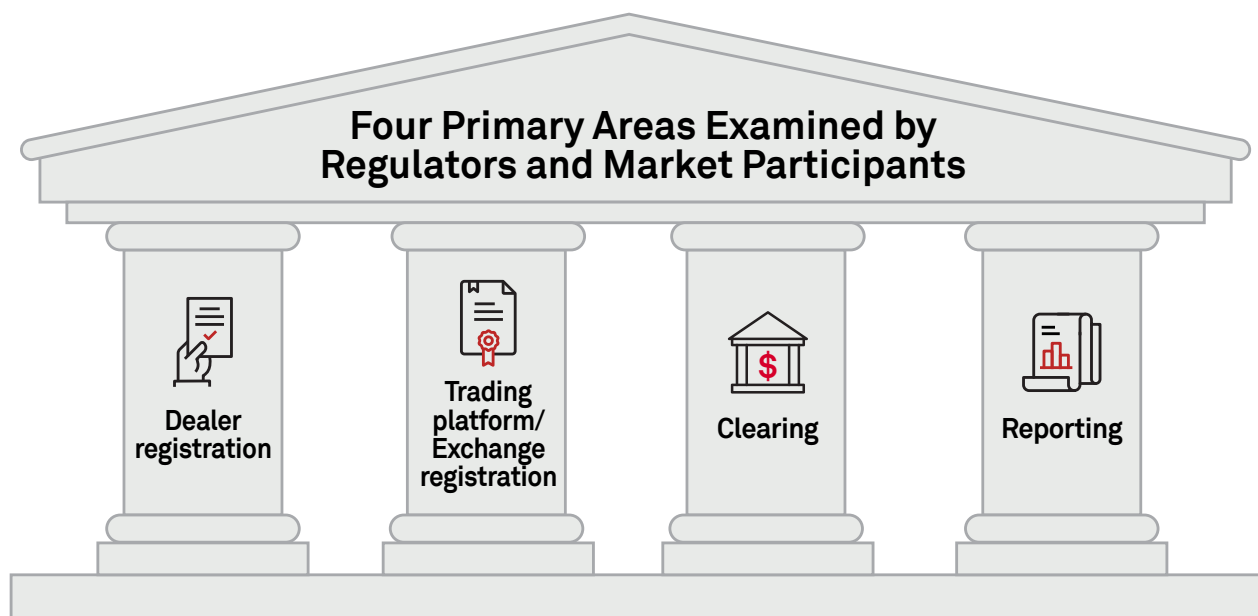 Four Primary Areas Examined by
Regulators and Market Participants
Dealer
registration
Trading
platform/
Exchange
registration
$
Clearing
Reporting